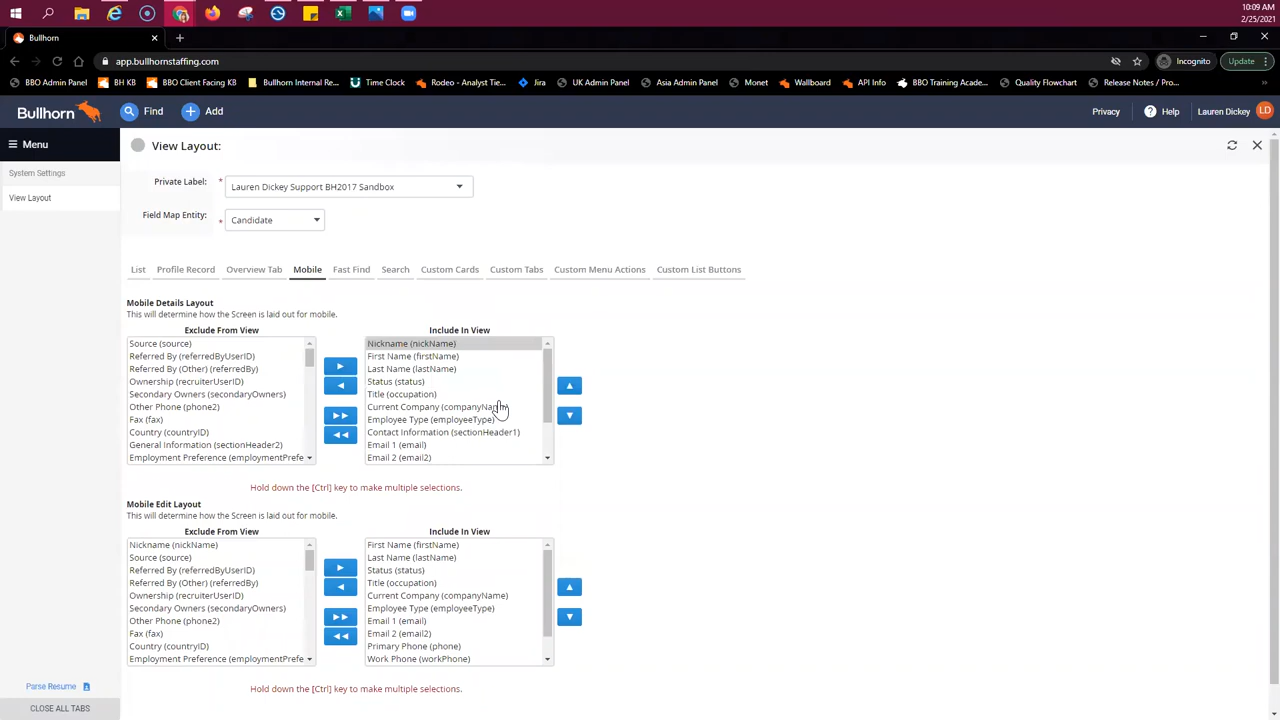 10:09 AM
2/25/2021
Bullhorn
app.bullhornstaffing.com
Incognito
Update
BBO Admin Panel
BH KB
BBO Client Facing KB
Bullhorn Internal Re...
Time Clock
Rodeo - Analyst Tie...
Jira
UK Admin Panel
Asia Admin Panel
Monet
Wallboard
API Info
BBO Training Acade...
Quality Flowchart
Release Notes / Pro...
Bullhorn
Find
Add
Privacy
Help
Lauren Dickey
LD
Menu
System Settings
View Layout
View Layout:
Private Label:
* Lauren Dickey Support BH2017 Sandbox
Field Map Entity:
* Candidate
List
Profile Record
Overview Tab
Mobile
Fast Find
Search
Custom Cards
Custom Tabs
Custom Menu Actions
Custom List Buttons
Mobile Details Layout
This will determine how the Screen is laid out for mobile.
Exclude From View
Source (source)
Referred By (referredByUserID)
Referred By (Other) (referredBy)
Ownership (recruiterUserID)
Secondary Owners (secondaryOwners)
Other Phone (phone2)
Fax (fax)
Country (countryID)
General Information (sectionHeader2)
Employment Preference (employmentPrefe
Include In View
Nickname (nickName)
First Name (firstName)
Last Name (lastName)
Status (status)
Title (occupation)
Current Company (companyName)
Employee Type (employeeType)
Contact Information (sectionHeader1)
Email 1 (email)
Email 2 (email2)
Hold down the [Ctrl] key to make multiple selections.
Mobile Edit Layout
This will determine how the Screen is laid out for mobile.
Exclude From View
Nickname (nickName)
Source (source)
Referred By (referredByUserID)
Referred By (Other) (referredBy)
Ownership (recruiterUserID)
Secondary Owners (secondaryOwners)
Other Phone (phone2)
Fax (fax)
Country (countryID)
Employment Preference (employmentPrefe
Include In View
First Name (firstName)
Last Name (lastName)
Status (status)
Title (occupation)
Current Company (companyName)
Employee Type (employeeType)
Email 1 (email)
Email 2 (email2)
Primary Phone (phone)
Work Phone (workPhone)
Hold down the [Ctrl] key to make multiple selections.
Parse Resume
CLOSE ALL TABS